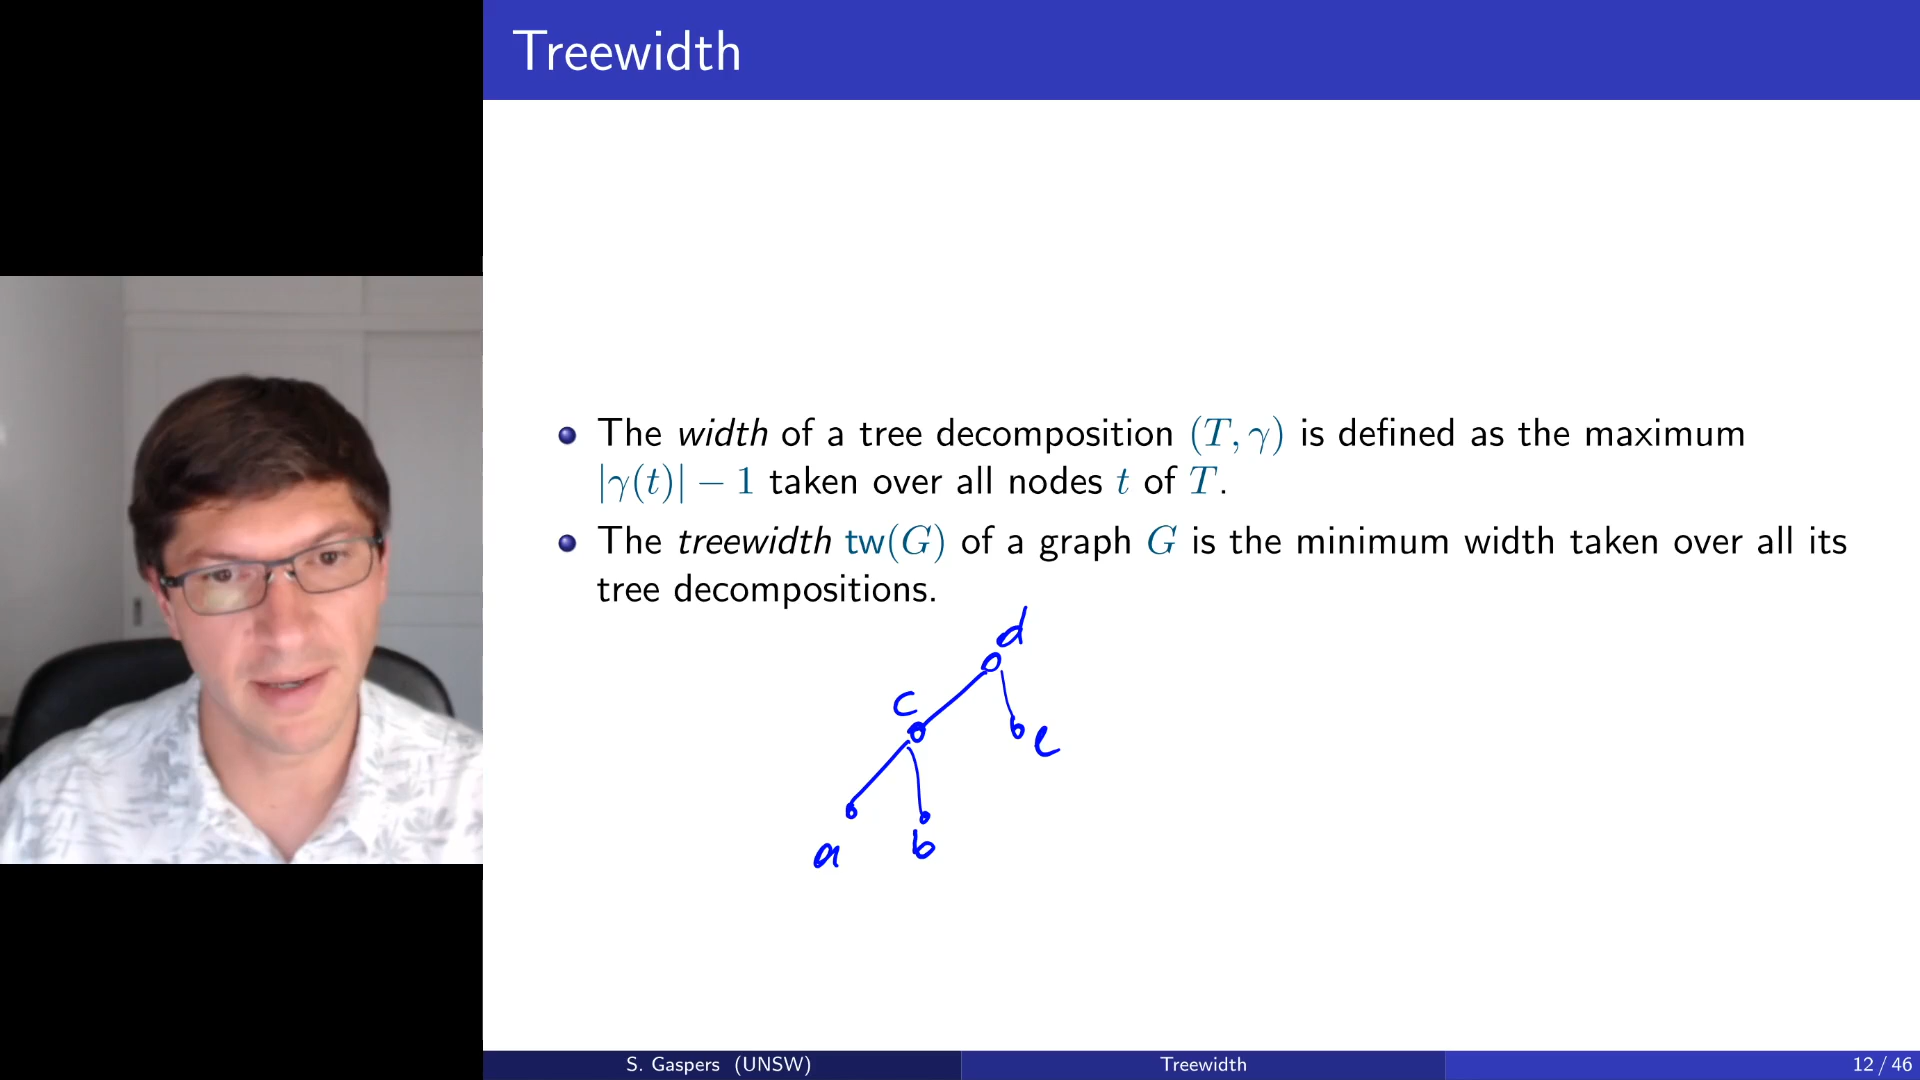 Treewidth
The width of a tree decomposition (T, γ) is defined as the maximum
|γ(t)| − 1 taken over all nodes t of T.
The treewidth tw(G) of a graph G is the minimum width taken over all its
tree decompositions.
d
c
e
a
b
S. Gaspers (UNSW)
Treewidth
12 / 46